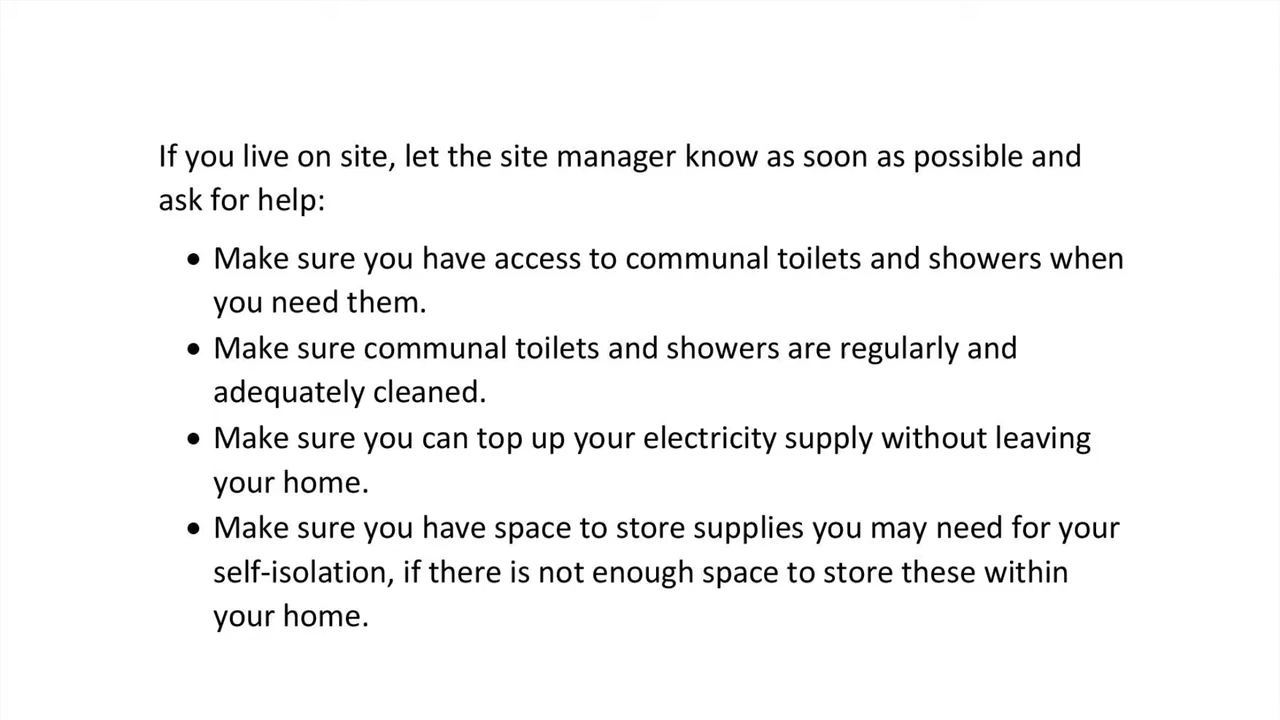 If you live on site, let the site manager know as soon as possible and
ask for help:
• Make sure you have access to communal toilets and showers when
you need them.
• Make sure communal toilets and showers are regularly and
adequately cleaned.
• Make sure you can top up your electricity supply without leaving
your home.
• Make sure you have space to store supplies you may need for your
self-isolation, if there is not enough space to store these within
your home.